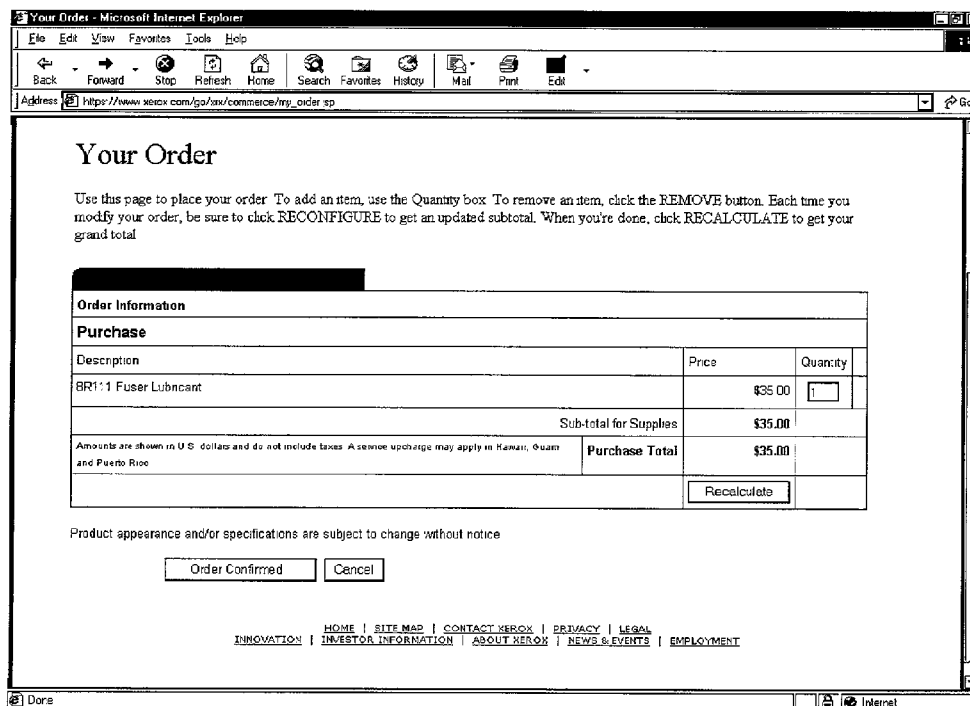 Your Order - Microsoft Internet Explorer
File Edit View Favorites Tools Help
Back Forward Stop Refresh Home Search Favorites History Mail Print Edit
Address https://www xerox com/go/xrx/commerce/my_order jsp Go
Your Order
Use this page to place your order To add an item, use the Quantity box To remove an item, click the REMOVE button. Each time you
modify your order, be sure to click RECONFIGURE to get an updated subtotal. When you're done, click RECALCULATE to get your
grand total
Order Information
Purchase
Description Price Quantity
8R111 Fuser Lubricant $35 00 1
Sub-total for Supplies $35.00
Amounts are shown in U S dollars and do not include taxes A service upcharge may apply in Hawaii, Guam
and Puerto Rico
Purchase Total $35.00
Recalculate
Product appearance and/or specifications are subject to change without notice
Order Confirmed Cancel
HOME | SITE MAP | CONTACT XEROX | PRIVACY | LEGAL
INNOVATION | INVESTOR INFORMATION | ABOUT XEROX | NEWS & EVENTS | EMPLOYMENT
Done Internet